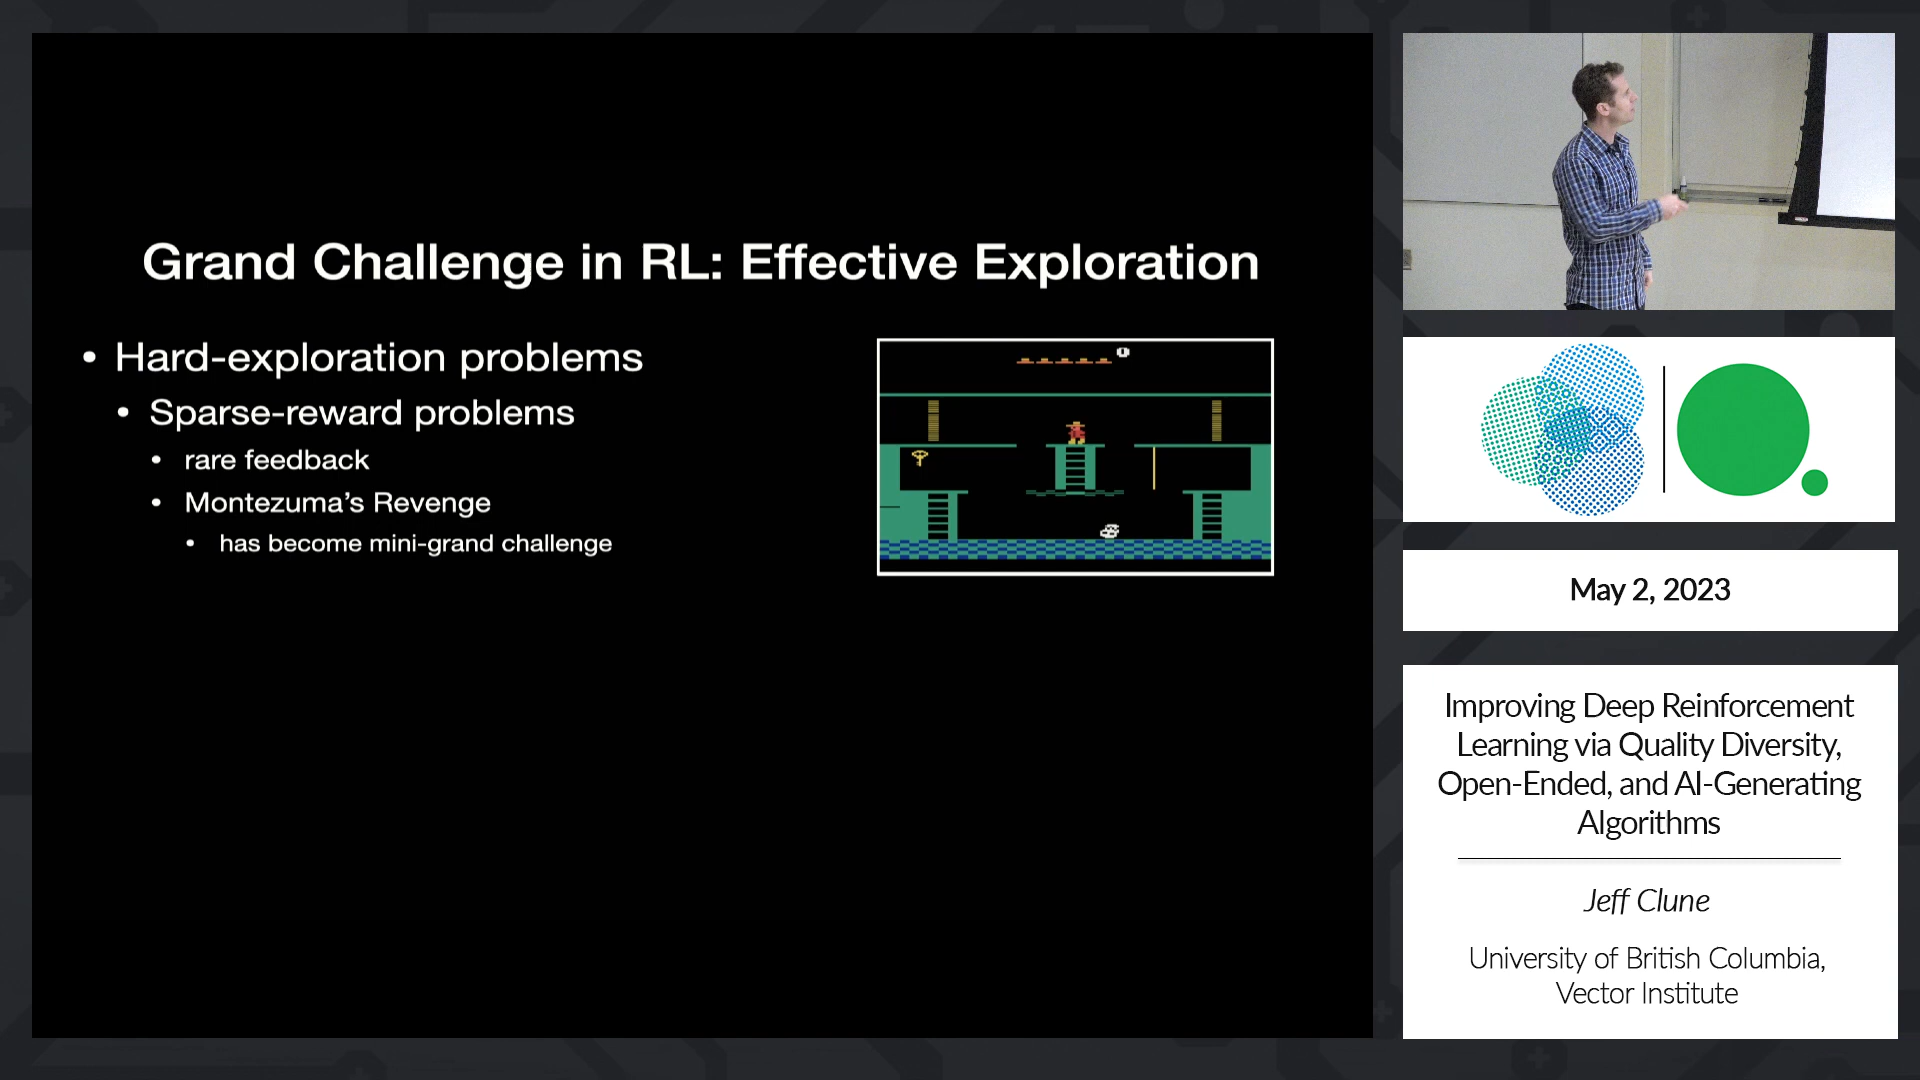 Grand Challenge in RL: Effective Exploration
• Hard-exploration problems
• Sparse-reward problems
• rare feedback
• Montezuma’s Revenge
• has become mini-grand challenge
0
May 2, 2023
Improving Deep Reinforcement
Learning via Quality Diversity,
Open-Ended, and AI-Generating
Algorithms
Jeff Clune
University of British Columbia,
Vector Institute